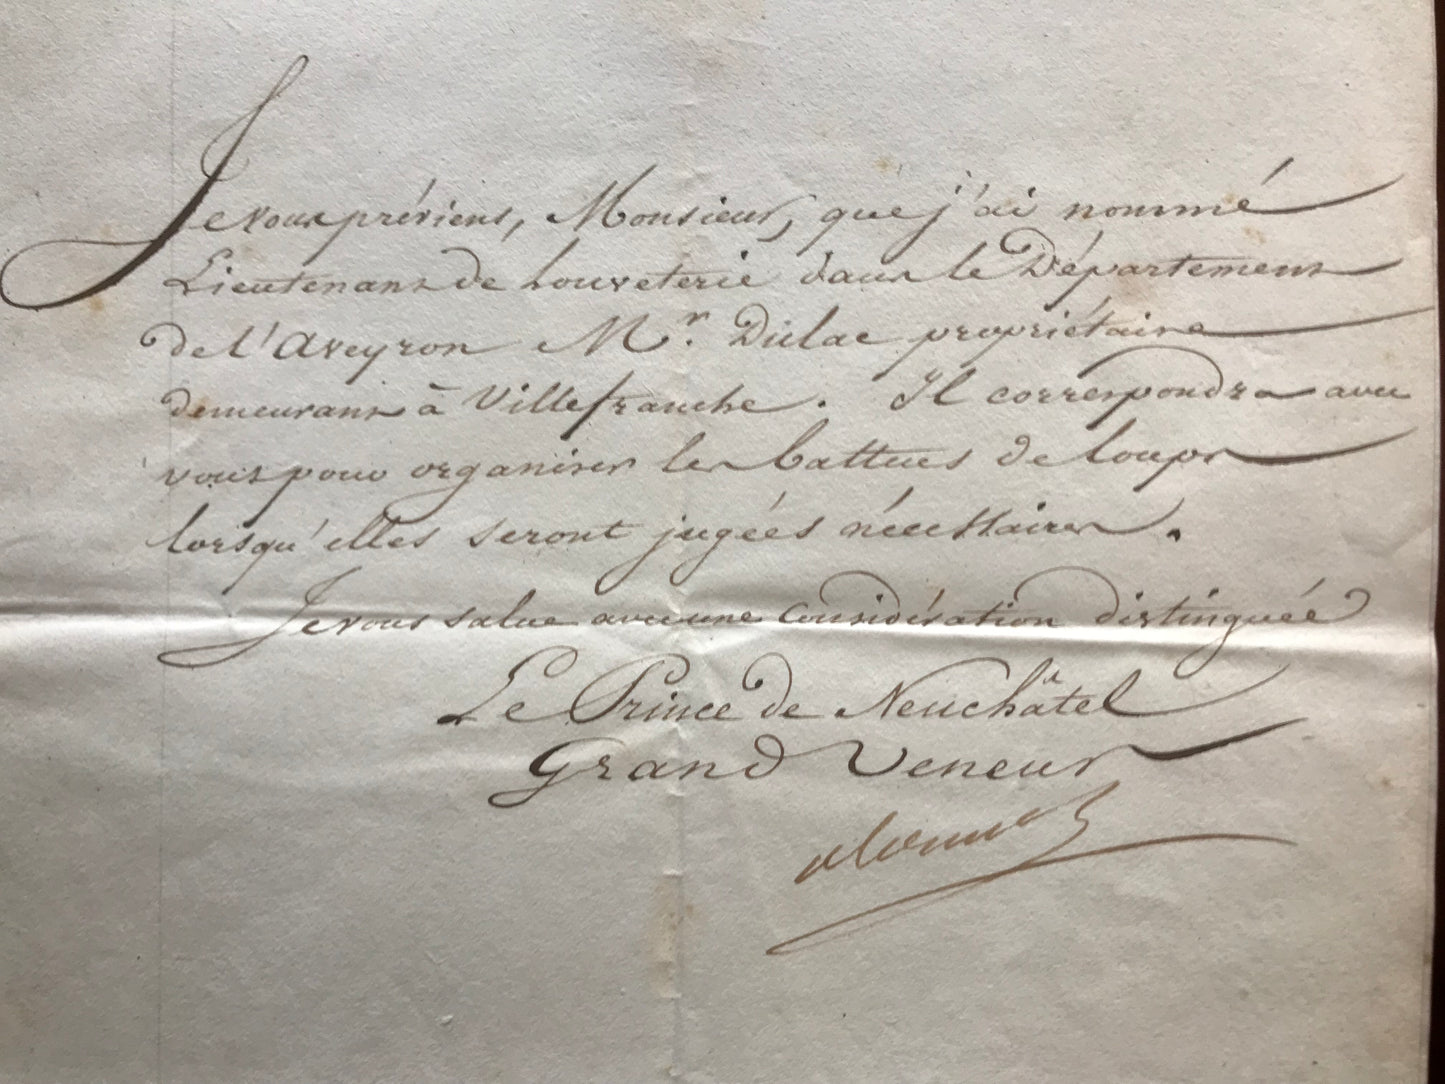 Je vous préviens, Monsieur, que j'ai nommé
Lieutenant de Louveterie dans le Département
de l'Aveyron Mr. Dulac propriétaire
demeurant à Villefranche. Il correspondra avec
vous pour organiser les battues de loups
lorsqu'elles seront jugées nécessaires.
Je vous salue avec une considération distinguée
Le Prince de Neuchâtel
Grand Veneur